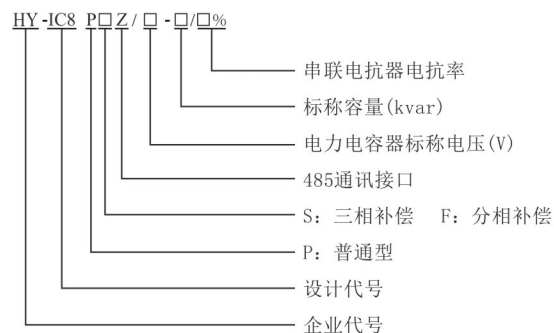 HY-IC8 P□Z/□-□/□%
串联电抗器电抗率
标称容量(kvar)
电力电容器标称电压(V)
485通讯接口
S: 三相补偿 F: 分相补偿
P: 普通型
设计代号
企业代号